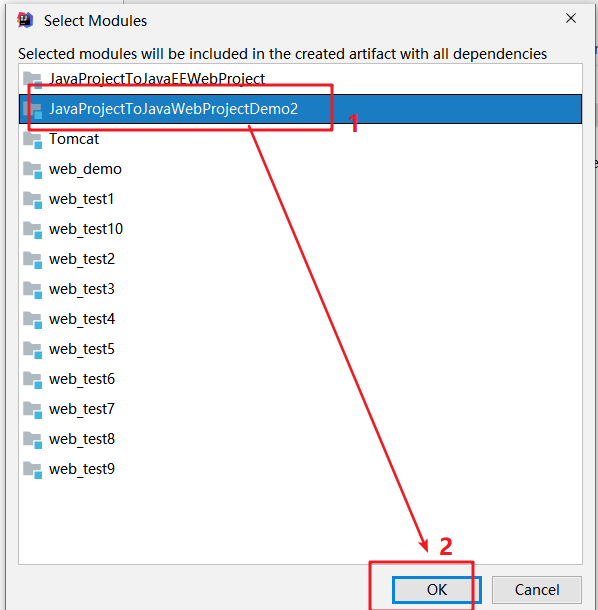 Select Modules
Selected modules will be included in the created artifact with all dependencies
JavaProjectToJavaEEWebProject
JavaProjectToJavaWebProjectDemo2
1
Tomcat
web_demo
web_test1
web_test10
web_test2
web_test3
web_test4
web_test5
web_test6
web_test7
web_test8
web_test9
2
OK
Cancel